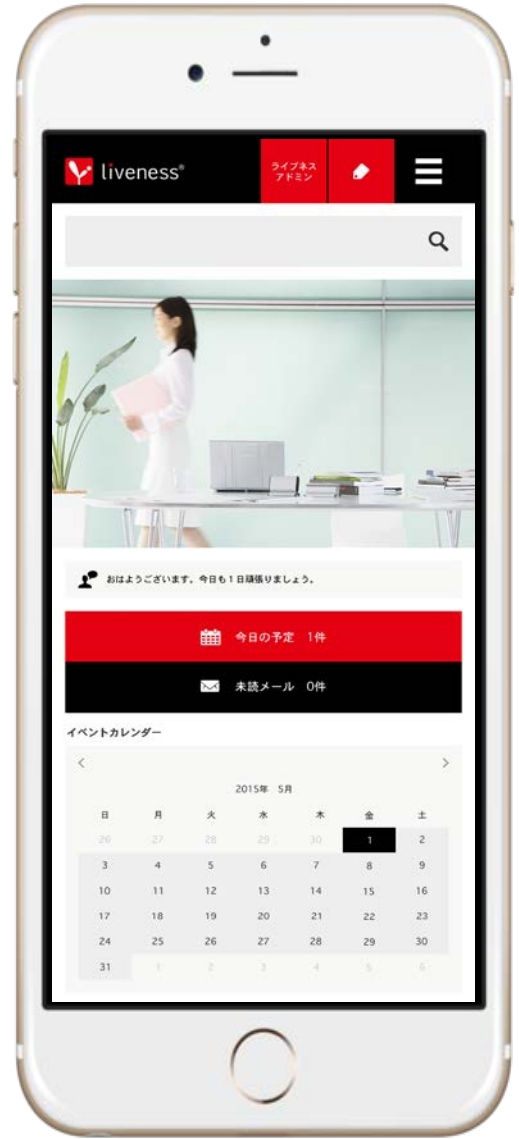 liveness®
ライブネス
アドミン
おはようございます。今日も1日頑張りましょう。
今日の予定 1件
未読メール 0件
イベントカレンダー
< >
2015年 5月
日 月 火 水 木 金 土
26 27 28 29 30 1 2
3 4 5 6 7 8 9
10 11 12 13 14 15 16
17 18 19 20 21 22 23
24 25 26 27 28 29 30
31 1 2 3 4 5 6